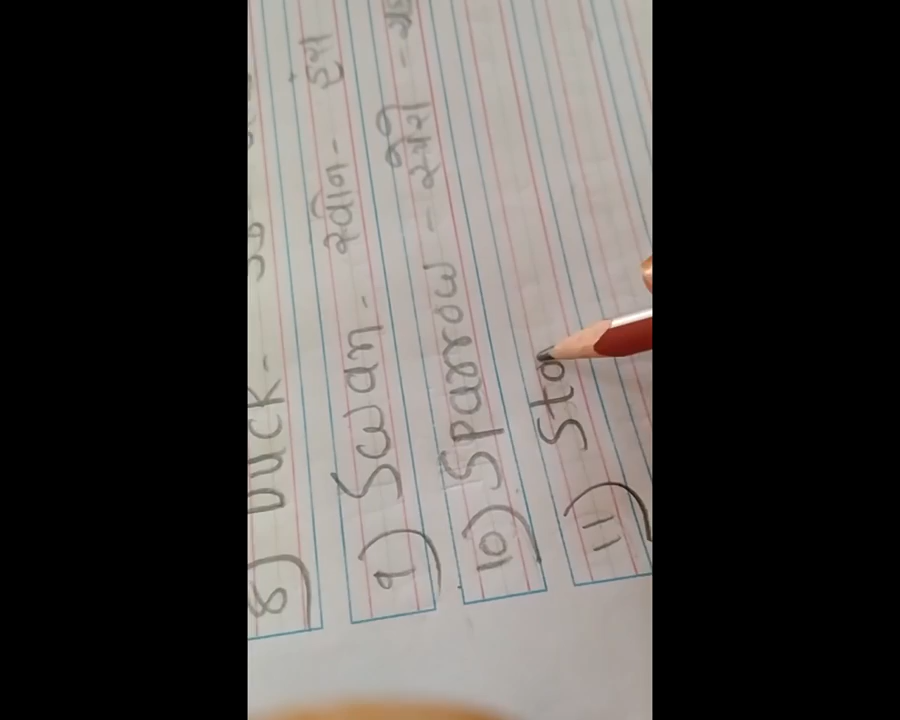 8) Duck-
9) Swan - स्वोन - हंस
10) Sparrow - स्पेरो -
11) Sto